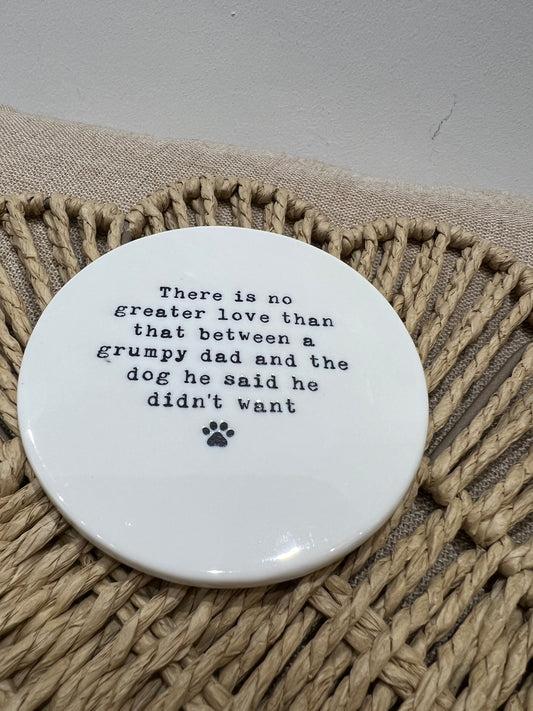 There is no
greater love than
that between a
grumpy dad and the
dog he said he
didn't want